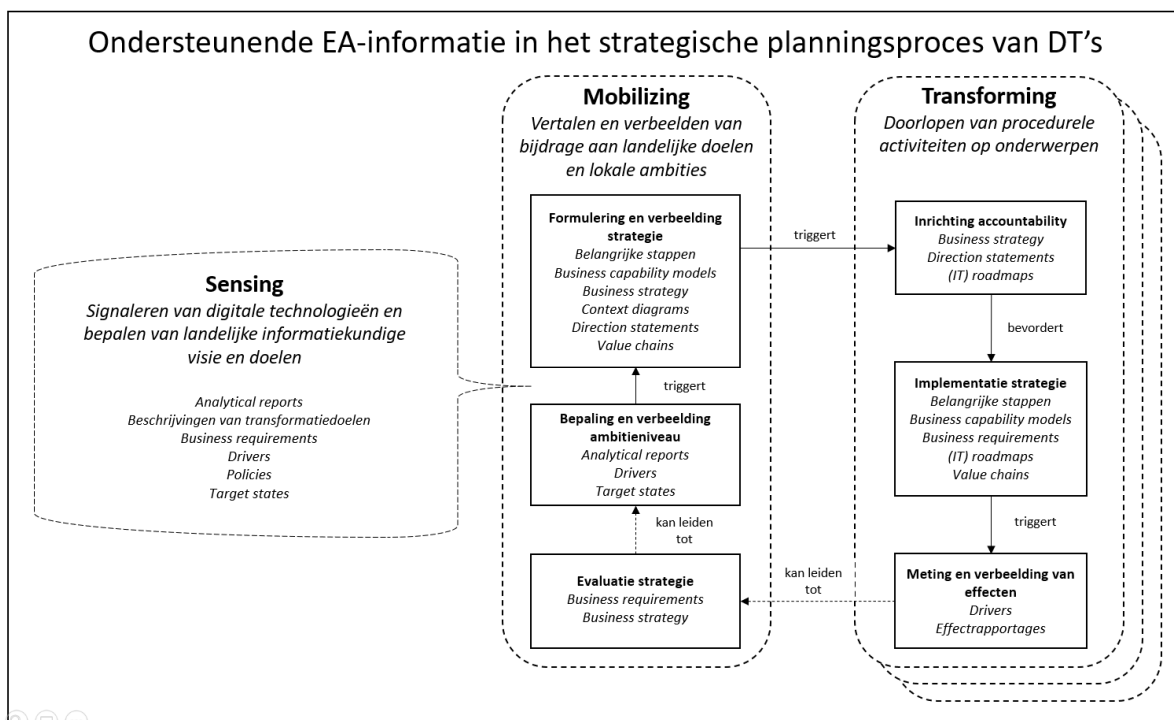 Ondersteunende EA-informatie in het strategische planningsproces van DT's
Sensing
Signaleren van digitale technologieën en
bepalen van landelijke informatiekundige
visie en doelen
Analytical reports
Beschrijvingen van transformatiedoelen
Business requirements
Drivers
Policies
Target states
Mobilizing
Vertalen en verbeelden van
bijdrage aan landelijke doelen
en lokale ambities
Formulering en verbeelding
strategie
Belangrijke stappen
Business capability models
Business strategy
Context diagrams
Direction statements
Value chains
triggert
Bepaling en verbeelding
ambitieniveau
Analytical reports
Drivers
Target states
kan leiden
tot
Evaluatie strategie
Business requirements
Business strategy
triggert
kan leiden
tot
Transforming
Doorlopen van procedurele
activiteiten op onderwerpen
Inrichting accountability
Business strategy
Direction statements
(IT) roadmaps
bevordert
Implementatie strategie
Belangrijke stappen
Business capability models
Business requirements
(IT) roadmaps
Value chains
triggert
Meting en verbeelding van
effecten
Drivers
Effectrapportages